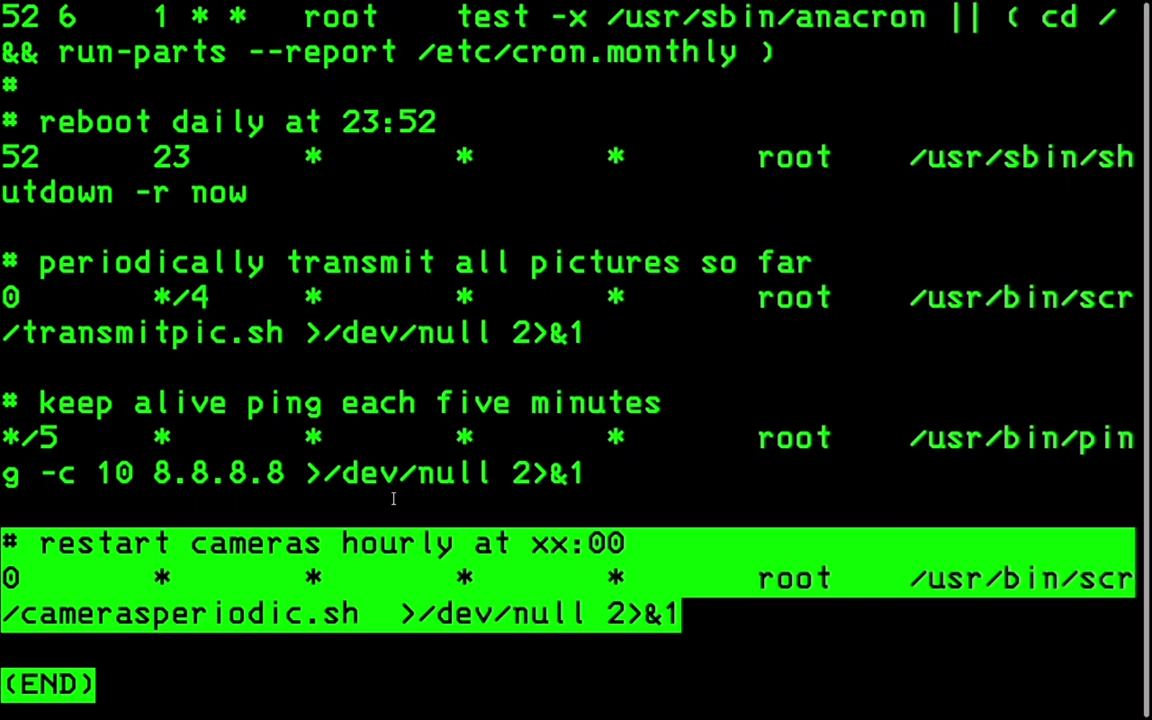 52 6    1 * *   root    test -x /usr/sbin/anacron || ( cd /
&& run-parts --report /etc/cron.monthly )
#
# reboot daily at 23:52
52      23      *       *       *       root    /usr/sbin/sh
utdown -r now
# periodically transmit all pictures so far
0       */4     *       *       *       root    /usr/bin/scr
/transmitpic.sh >/dev/null 2>&1
# keep alive ping each five minutes
*/5     *       *       *       *       root    /usr/bin/pin
g -c 10 8.8.8.8 >/dev/null 2>&1
# restart cameras hourly at xx:00
0       *       *       *       *       root    /usr/bin/scr
/camerasperiodic.sh  >/dev/null 2>&1
(END)